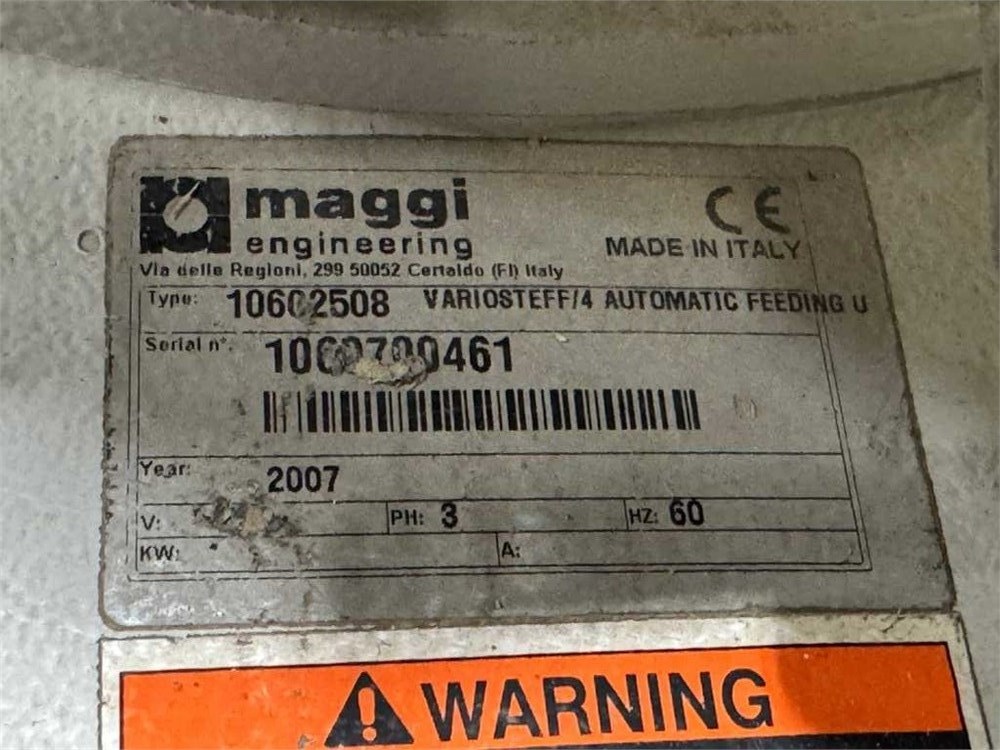 maggi
engineering
CE
MADE IN ITALY
Via delle Regioni, 299 50052 Certaldo (FI) Italy
Type: 10602508 VARIOSTEFF/4 AUTOMATIC FEEDING U
Serial n°.
Year: 2007
V: PH: 3 HZ: 60
KW: A:
WARNING